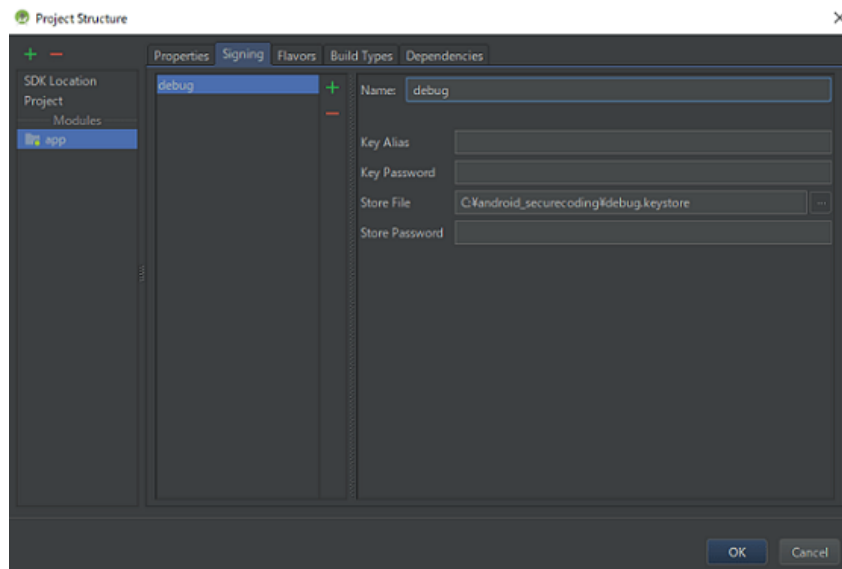 Project Structure
Properties Signing Flavors Build Types Dependencies
SDK Location
Project
Modules
app
debug
Name: debug
Key Alias
Key Password
Store File C:¥android_securecoding¥debug.keystore ...
Store Password
OK Cancel